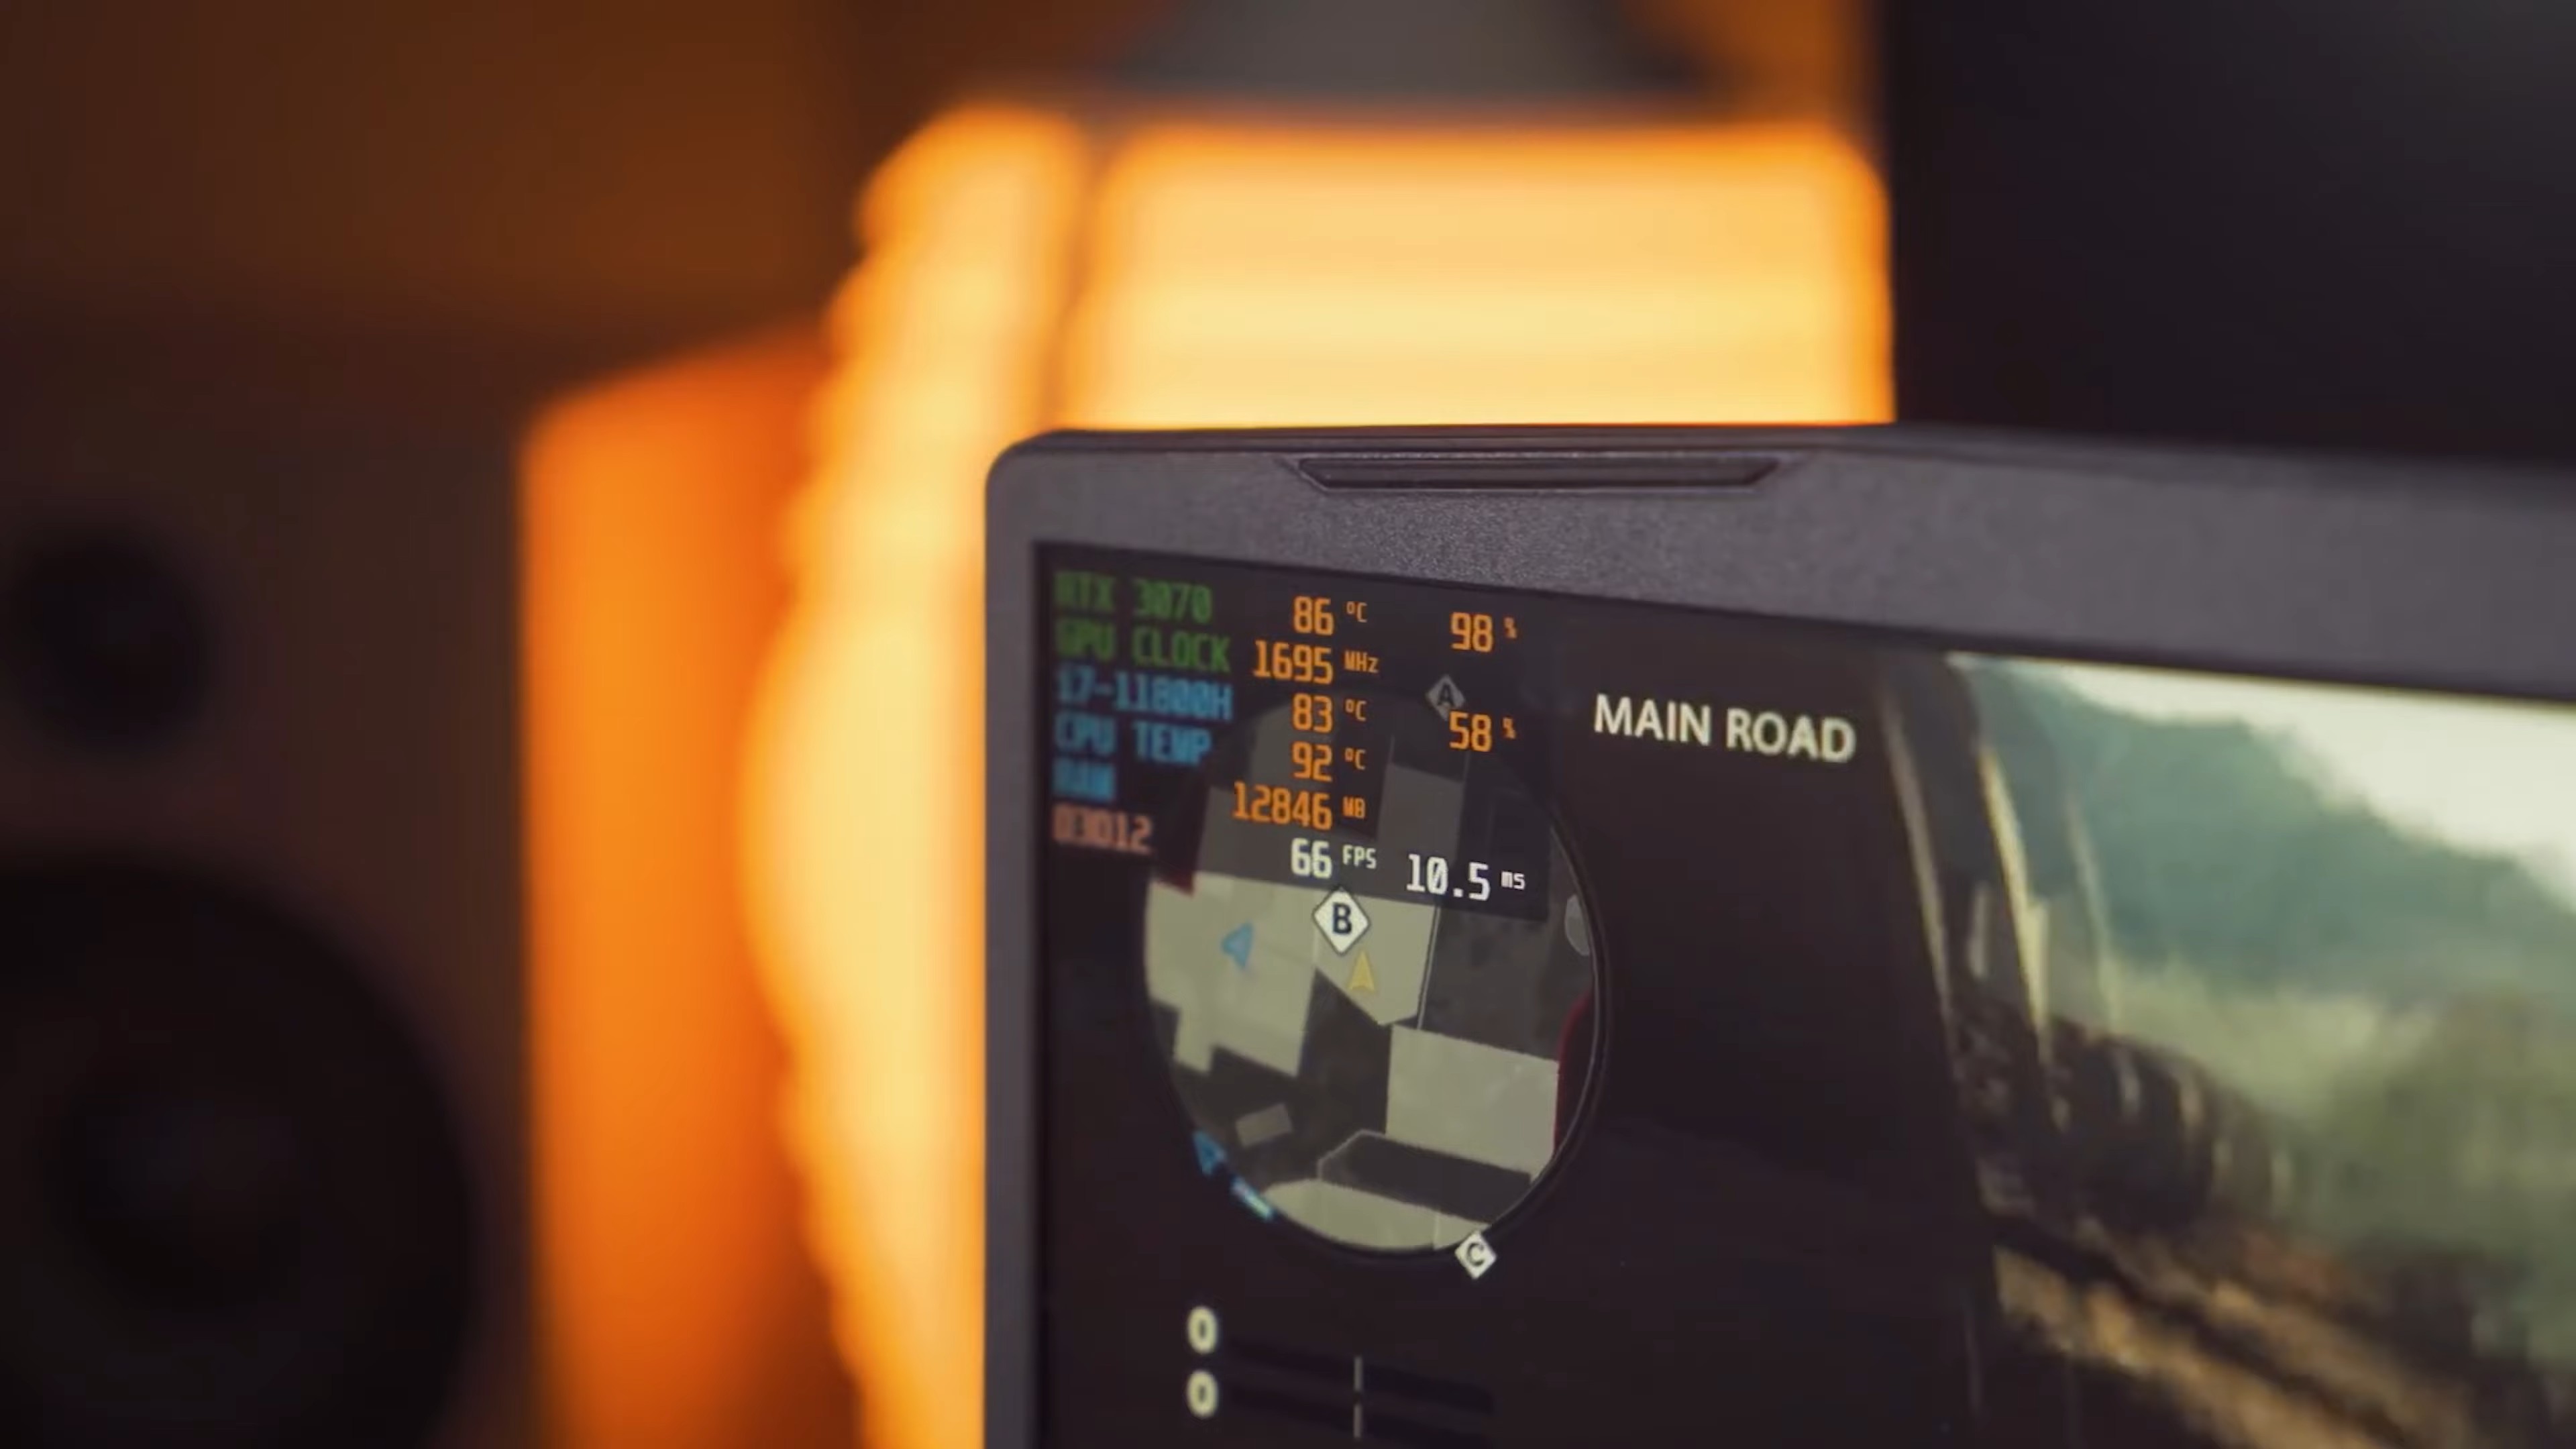 RTX 3070 86 °C 98 %
GPU CLOCK 1695 MHz
i7-11800H 83 °C 58 %
CPU TEMP 92 °C
RAM 12846 MB
D3D12 66 FPS 10.5 ms
A
MAIN ROAD
B
C
0
0